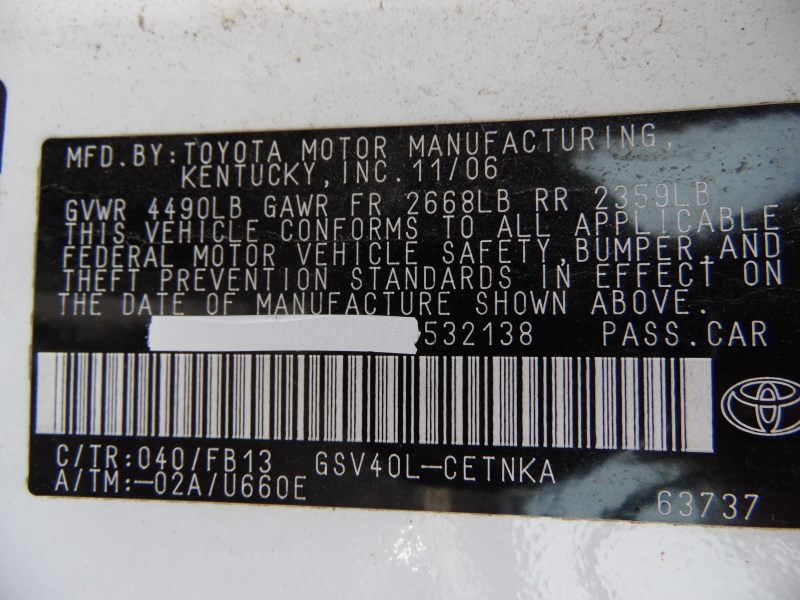 MFD.BY:TOYOTA MOTOR MANUFACTURING,
KENTUCKY,INC.11/06
GVWR 4490LB GAWR FR 2668LB RR 2359LB
THIS VEHICLE CONFORMS TO ALL APPLICABLE
FEDERAL MOTOR VEHICLE SAFETY,BUMPER,AND
THEFT PREVENTION STANDARDS IN EFFECT ON
THE DATE OF MANUFACTURE SHOWN ABOVE.
532138 PASS.CAR
C/TR:040/FB13 GSV40L-CETNKA
A/TM:-02A/U660E
63737